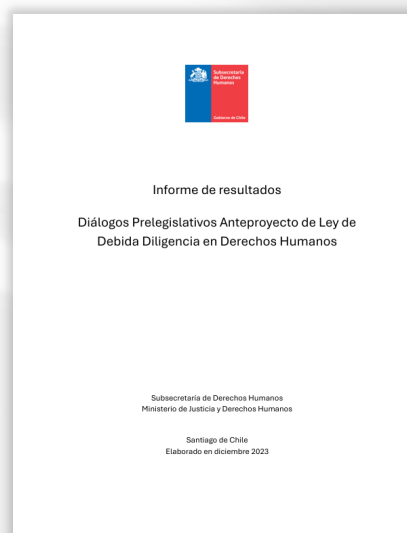 Subsecretaría
de Derechos
Humanos
Gobierno de Chile
Informe de resultados
Diálogos Prelegislativos Anteproyecto de Ley de
Debida Diligencia en Derechos Humanos
Subsecretaría de Derechos Humanos
Ministerio de Justicia y Derechos Humanos
Santiago de Chile
Elaborado en diciembre 2023